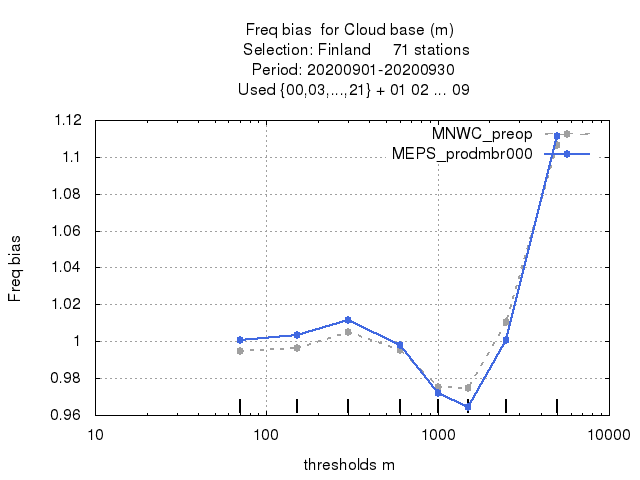 Freq bias  for Cloud base (m)
Selection: Finland     71 stations
Period: 20200901-20200930
Used {00,03,...,21} + 01 02 ... 09
MNWC_preop
MEPS_prodmbr000
1.12
1.1
1.08
1.06
1.04
1.02
1
0.98
0.96
Freq bias
10
100
1000
10000
thresholds m